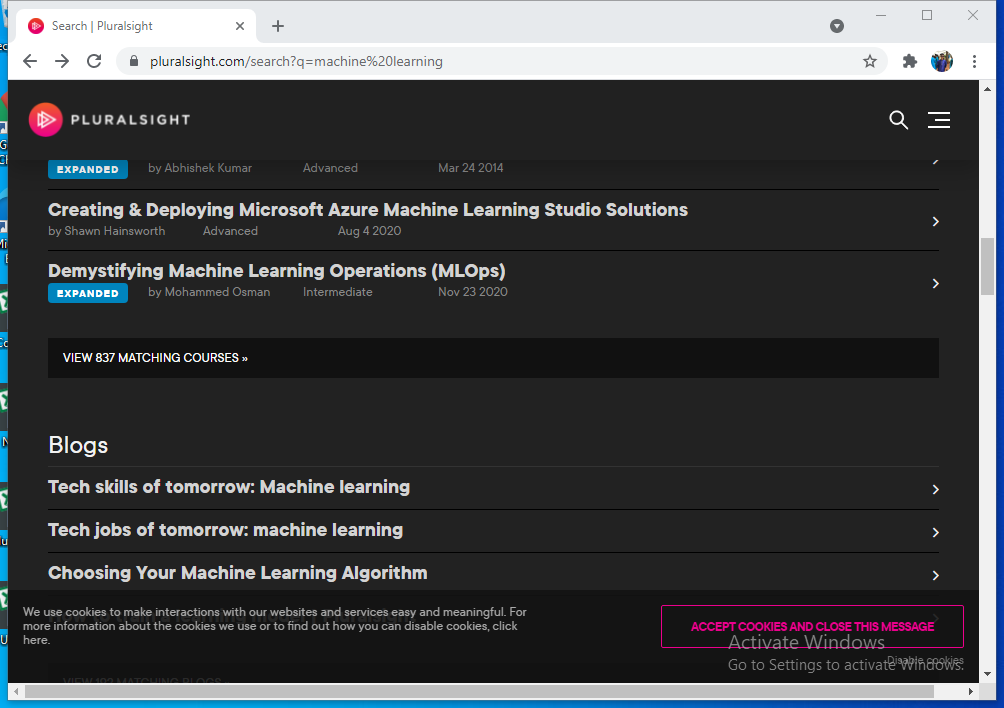 Search | Pluralsight
pluralsight.com/search?q=machine%20learning
PLURALSIGHT
EXPANDED by Abhishek Kumar Advanced Mar 24 2014
Creating & Deploying Microsoft Azure Machine Learning Studio Solutions
by Shawn Hainsworth Advanced Aug 4 2020
Demystifying Machine Learning Operations (MLOps)
EXPANDED by Mohammed Osman Intermediate Nov 23 2020
VIEW 837 MATCHING COURSES »
Blogs
Tech skills of tomorrow: Machine learning
Tech jobs of tomorrow: machine learning
Choosing Your Machine Learning Algorithm
We use cookies to make interactions with our websites and services easy and meaningful. For
more information about the cookies we use or to find out how you can disable cookies, click
here.
ACCEPT COOKIES AND CLOSE THIS MESSAGE
Disable cookies
Activate Windows
Go to Settings to activate Windows.